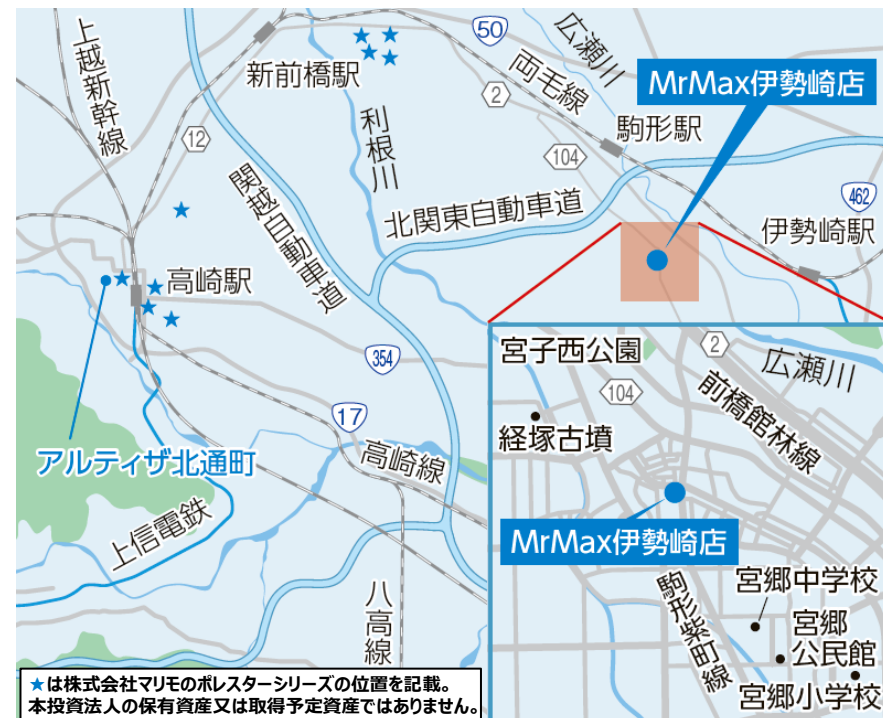 上越新幹線
新前橋駅
50
広瀬川
両毛線
2
MrMax伊勢崎店
駒形駅
104
12
利根川
関越自動車道
北関東自動車道
462
伊勢崎駅
高崎駅
354
17
高崎線
アルティザ北通町
上信電鉄
八高線
宮子西公園
2
広瀬川
104
前橋館林線
経塚古墳
MrMax伊勢崎店
駒形柴町線
宮郷中学校
宮郷
公民館
宮郷小学校
★は株式会社マリモのポレスターシリーズの位置を記載。
本投資法人の保有資産又は取得予定資産ではありません。